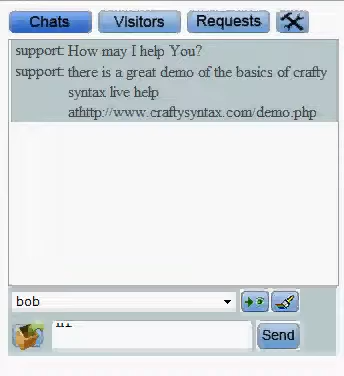 Chats Visitors Requests
support: How may I help You?
support: there is a great demo of the basics of crafty
syntax live help
athttp://www.craftysyntax.com/demo.php
bob
Send